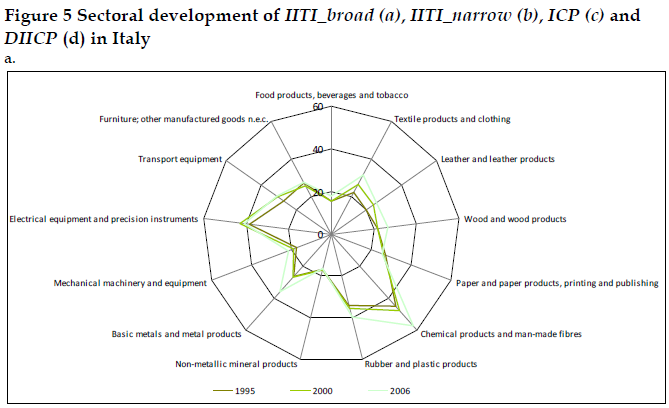 Figure 5 Sectoral development of IITI_broad (a), IITI_narrow (b), ICP (c) and
DIICP (d) in Italy
a.
Food products, beverages and tobacco
60
Furniture; other manufactured goods n.e.c.
Textile products and clothing
40
Transport equipment
Leather and leather products
20
Electrical equipment and precision instruments
Wood and wood products
0
Mechanical machinery and equipment
Paper and paper products, printing and publishing
Basic metals and metal products
Chemical products and man-made fibres
Non-metallic mineral products
Rubber and plastic products
1995
2000
2006